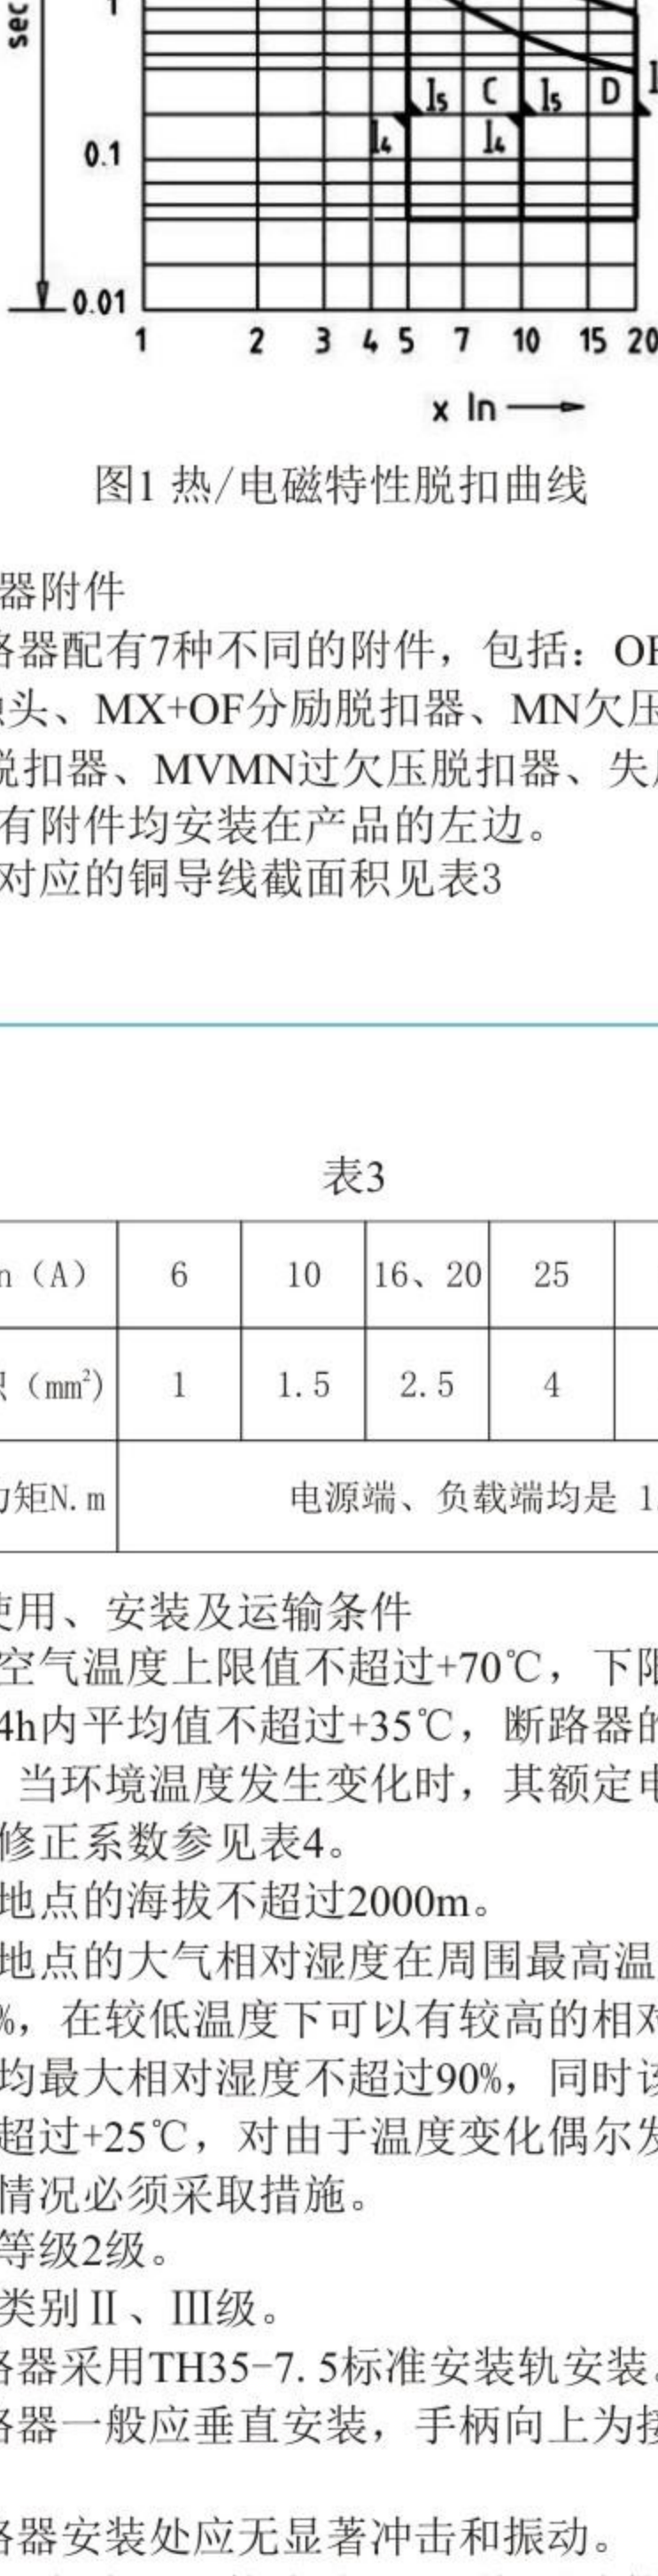 sec
1
I5 C I5 D
I4 I4
0.1
0.01
1 2 3 4 5 7 10 15 20
x In
图1 热/电磁特性脱扣曲线
器附件
器配有7种不同的附件，包括：OF
头、MX+OF分励脱扣器、MN欠压
脱扣器、MVMN过欠压脱扣器、失
有附件均安装在产品的左边。
对应的铜导线截面积见表3
表3
n（A） 6 10 16、20 25
（mm²） 1 1.5 2.5 4
矩N.m 电源端、负载端均是 1
使用、安装及运输条件
空气温度上限值不超过+70℃，下限
4h内平均值不超过+35℃，断路器的
当环境温度发生变化时，其额定电
修正系数参见表4。
地点的海拔不超过2000m。
地点的大气相对湿度在周围最高温
%，在较低温度下可以有较高的相对
均最大相对湿度不超过90%，同时该
超过+25℃，对由于温度变化偶尔发
情况必须采取措施。
等级2级。
类别Ⅱ、Ⅲ级。
路器采用TH35-7.5标准安装轨安装
路器一般应垂直安装，手柄向上为接
路器安装处应无显著冲击和振动。